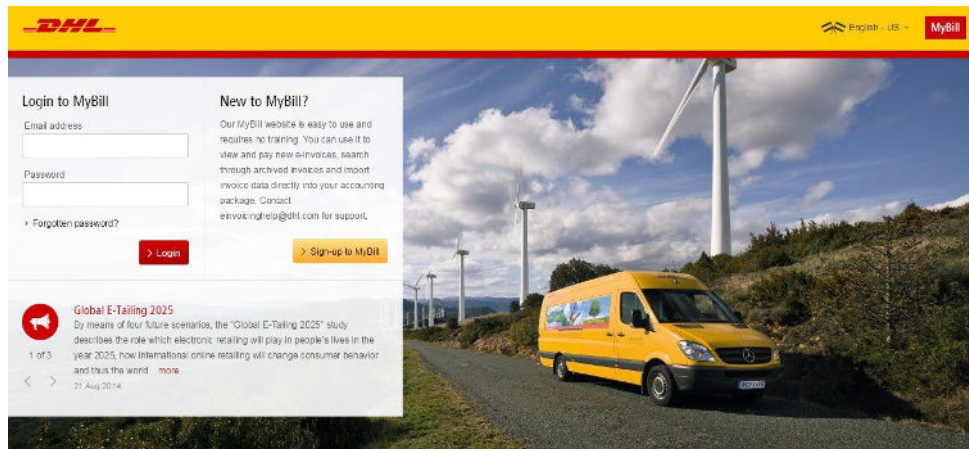 DHL
English - US
MyBill
Login to MyBill
Email address
Password
Forgotten password?
> Login
New to MyBill?
Our MyBill website is easy to use and
requires no training. You can use it to
view and pay new e-invoices, search
through archived invoices and import
invoice data directly into your accounting
package. Contact
einvoicinghelp@dhl.com for support.
> Sign-up to MyBill
Global E-Tailing 2025
By means of four future scenarios, the "Global E-Tailing 2025" study
describes the role which electronic retailing will play in people's lives in the
year 2025, how international online retailing will change consumer behavior
and thus the world more
1 of 3
21 Aug 2014